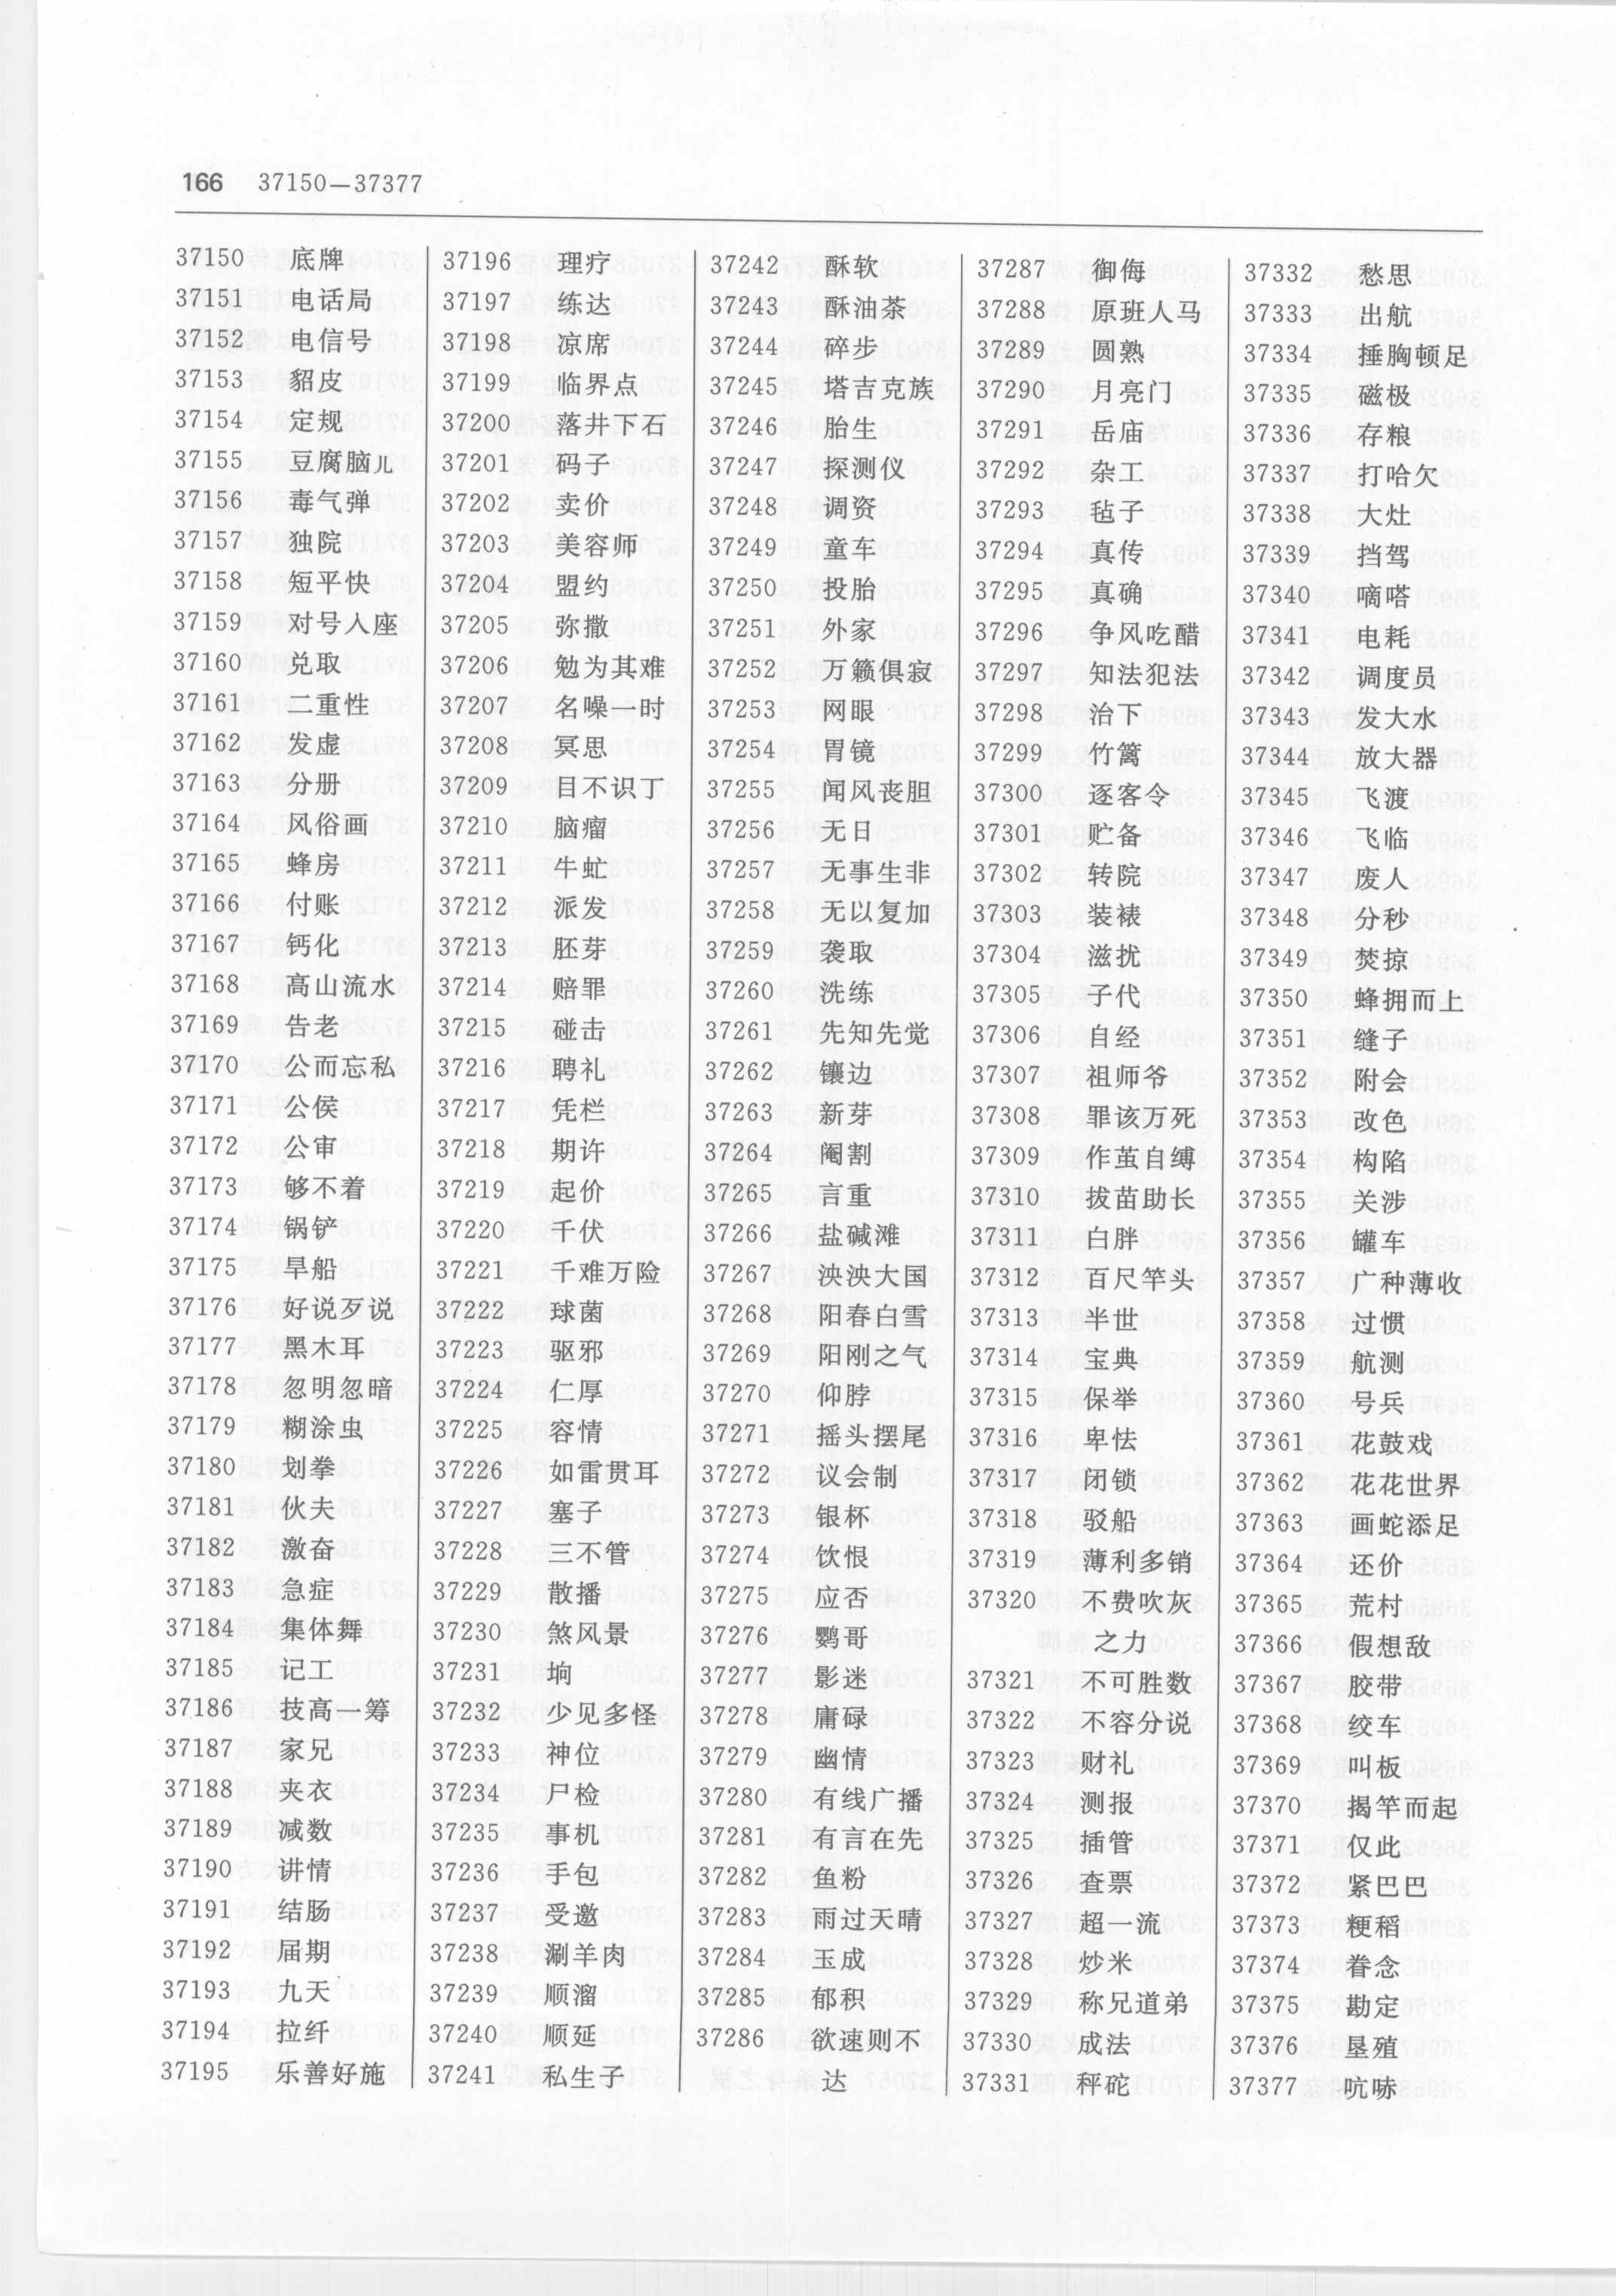 166 37150—37377
37150 底牌
37151 电话局
37152 电信号
37153 貂皮
37154 定规
37155 豆腐脑儿
37156 毒气弹
37157 独院
37158 短平快
37159 对号入座
37160 兑取
37161 二重性
37162 发虚
37163 分册
37164 风俗画
37165 蜂房
37166 付账
37167 钙化
37168 高山流水
37169 告老
37170 公而忘私
37171 公侯
37172 公审
37173 够不着
37174 锅铲
37175 旱船
37176 好说歹说
37177 黑木耳
37178 忽明忽暗
37179 糊涂虫
37180 划拳
37181 伙夫
37182 激奋
37183 急症
37184 集体舞
37185 记工
37186 技高一筹
37187 家兄
37188 夹衣
37189 减数
37190 讲情
37191 结肠
37192 届期
37193 九天
37194 拉纤
37195 乐善好施
37196 理疗
37197 练达
37198 凉席
37199 临界点
37200 落井下石
37201 码子
37202 卖价
37203 美容师
37204 盟约
37205 弥撒
37206 勉为其难
37207 名噪一时
37208 冥思
37209 目不识丁
37210 脑瘤
37211 牛虻
37212 派发
37213 胚芽
37214 赔罪
37215 碰击
37216 聘礼
37217 凭栏
37218 期许
37219 起价
37220 千伏
37221 千难万险
37222 球菌
37223 驱邪
37224 仁厚
37225 容情
37226 如雷贯耳
37227 塞子
37228 三不管
37229 散播
37230 煞风景
37231 垧
37232 少见多怪
37233 神位
37234 尸检
37235 事机
37236 手包
37237 受邀
37238 涮羊肉
37239 顺溜
37240 顺延
37241 私生子
37242 酥软
37243 酥油茶
37244 碎步
37245 塔吉克族
37246 胎生
37247 探测仪
37248 调资
37249 童车
37250 投胎
37251 外家
37252 万籁俱寂
37253 网眼
37254 胃镜
37255 闻风丧胆
37256 无日
37257 无事生非
37258 无以复加
37259 袭取
37260 洗练
37261 先知先觉
37262 镶边
37263 新芽
37264 阉割
37265 言重
37266 盐碱滩
37267 泱泱大国
37268 阳春白雪
37269 阳刚之气
37270 仰脖
37271 摇头摆尾
37272 议会制
37273 银杯
37274 饮恨
37275 应否
37276 鹦哥
37277 影迷
37278 庸碌
37279 幽情
37280 有线广播
37281 有言在先
37282 鱼粉
37283 雨过天晴
37284 玉成
37285 郁积
37286 欲速则不
达
37287 御侮
37288 原班人马
37289 圆熟
37290 月亮门
37291 岳庙
37292 杂工
37293 毡子
37294 真传
37295 真确
37296 争风吃醋
37297 知法犯法
37298 治下
37299 竹篱
37300 逐客令
37301 贮备
37302 转院
37303 装裱
37304 滋扰
37305 子代
37306 自经
37307 祖师爷
37308 罪该万死
37309 作茧自缚
37310 拔苗助长
37311 白胖
37312 百尺竿头
37313 半世
37314 宝典
37315 保举
37316 卑怯
37317 闭锁
37318 驳船
37319 薄利多销
37320 不费吹灰
之力
37321 不可胜数
37322 不容分说
37323 财礼
37324 测报
37325 插管
37326 查票
37327 超一流
37328 炒米
37329 称兄道弟
37330 成法
37331 秤砣
37332 愁思
37333 出航
37334 捶胸顿足
37335 磁极
37336 存粮
37337 打哈欠
37338 大灶
37339 挡驾
37340 嘀嗒
37341 电耗
37342 调度员
37343 发大水
37344 放大器
37345 飞渡
37346 飞临
37347 废人
37348 分秒
37349 焚掠
37350 蜂拥而上
37351 缝子
37352 附会
37353 改色
37354 构陷
37355 关涉
37356 罐车
37357 广种薄收
37358 过惯
37359 航测
37360 号兵
37361 花鼓戏
37362 花花世界
37363 画蛇添足
37364 还价
37365 荒村
37366 假想敌
37367 胶带
37368 绞车
37369 叫板
37370 揭竿而起
37371 仅此
37372 紧巴巴
37373 粳稻
37374 眷念
37375 勘定
37376 垦殖
37377 吭哧